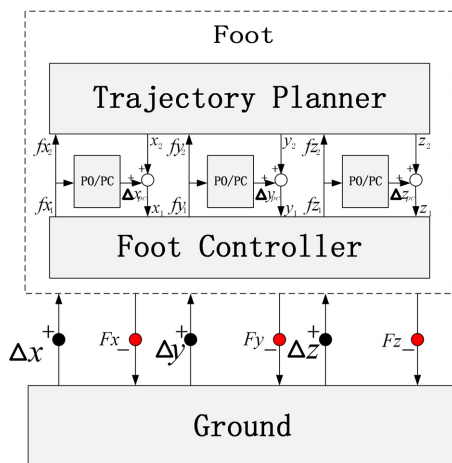 Foot
Trajectory Planner
fx2 x2 fy2 y2 fz2 z2
PO/PC + + PO/PC + + PO/PC + +
Δxpc Δypc Δzpc
fx1 x1 fy1 y1 fz1 z1
Foot Controller
Δx + Fx − Δy + Fy − Δz + Fz −
Ground